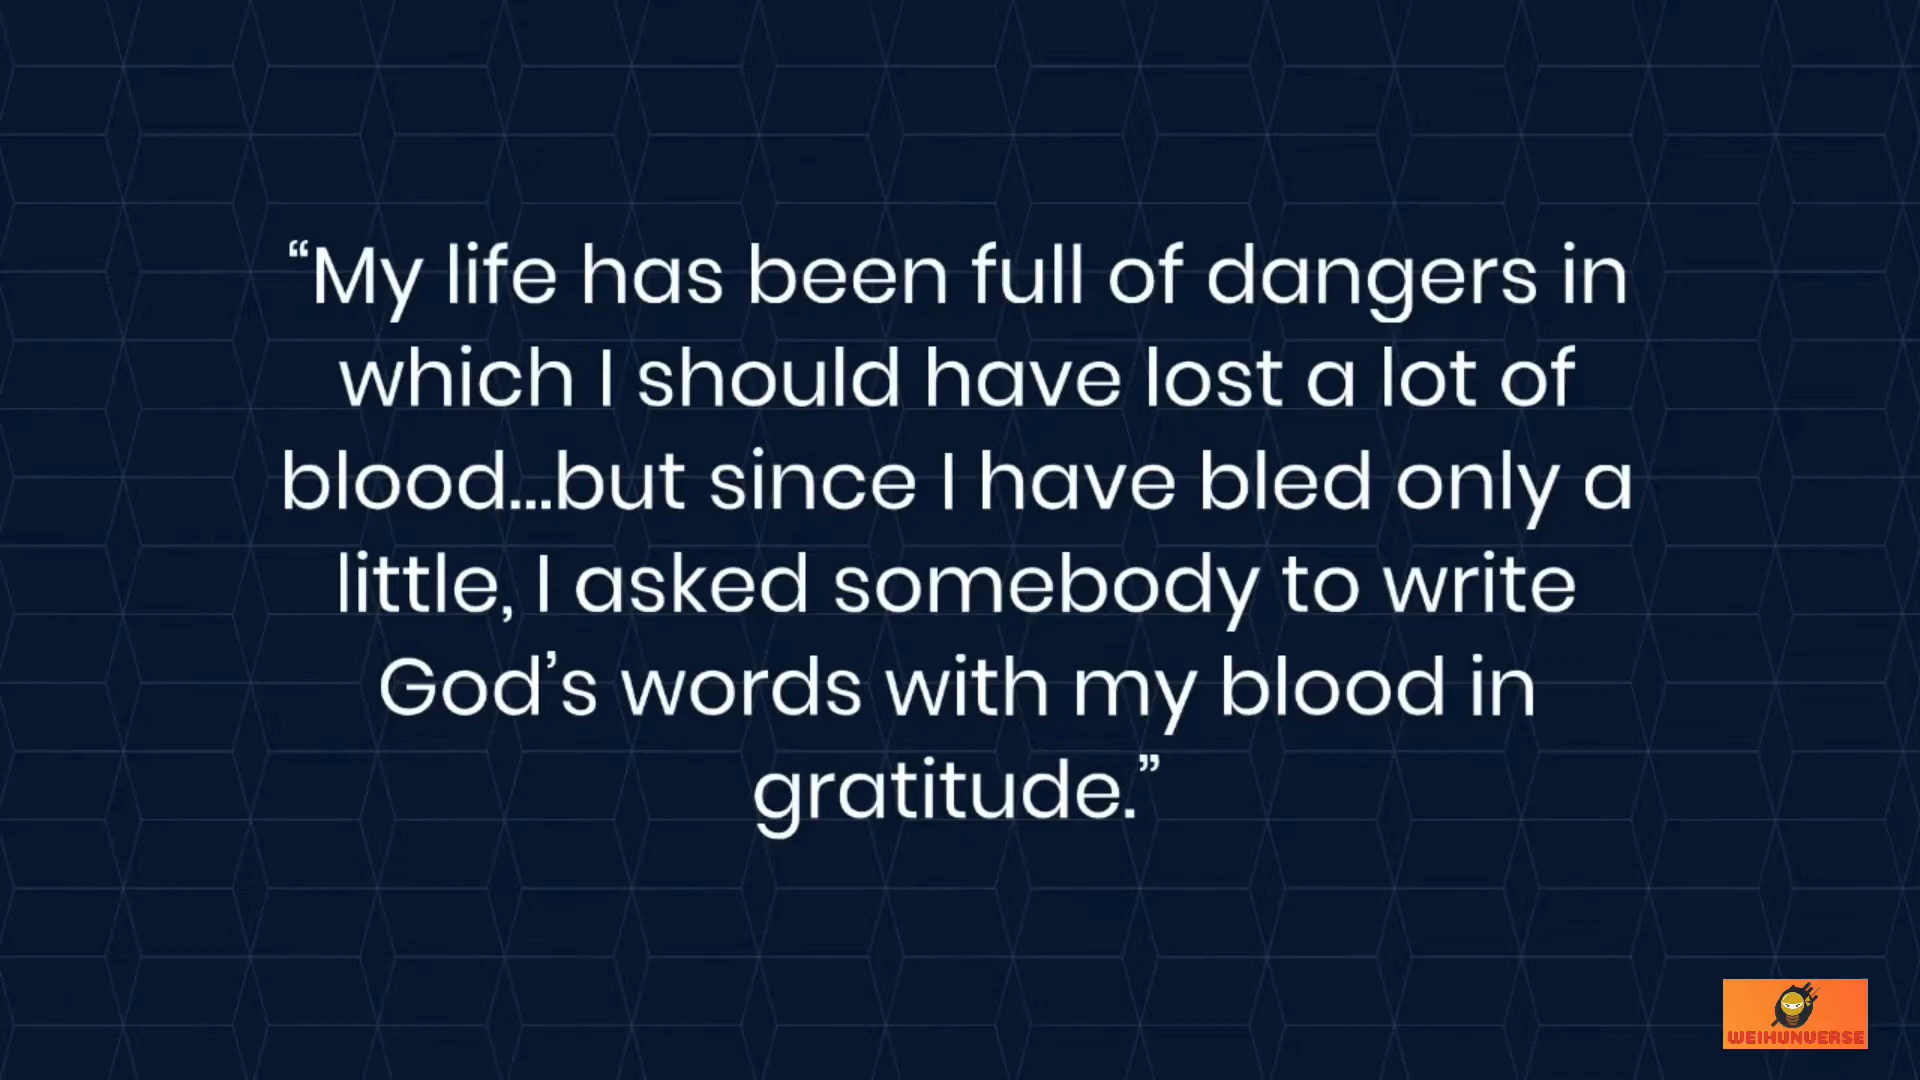 “My life has been full of dangers in
which I should have lost a lot of
blood...but since I have bled only a
little, I asked somebody to write
God’s words with my blood in
gratitude.”
WEIHUNVERSE